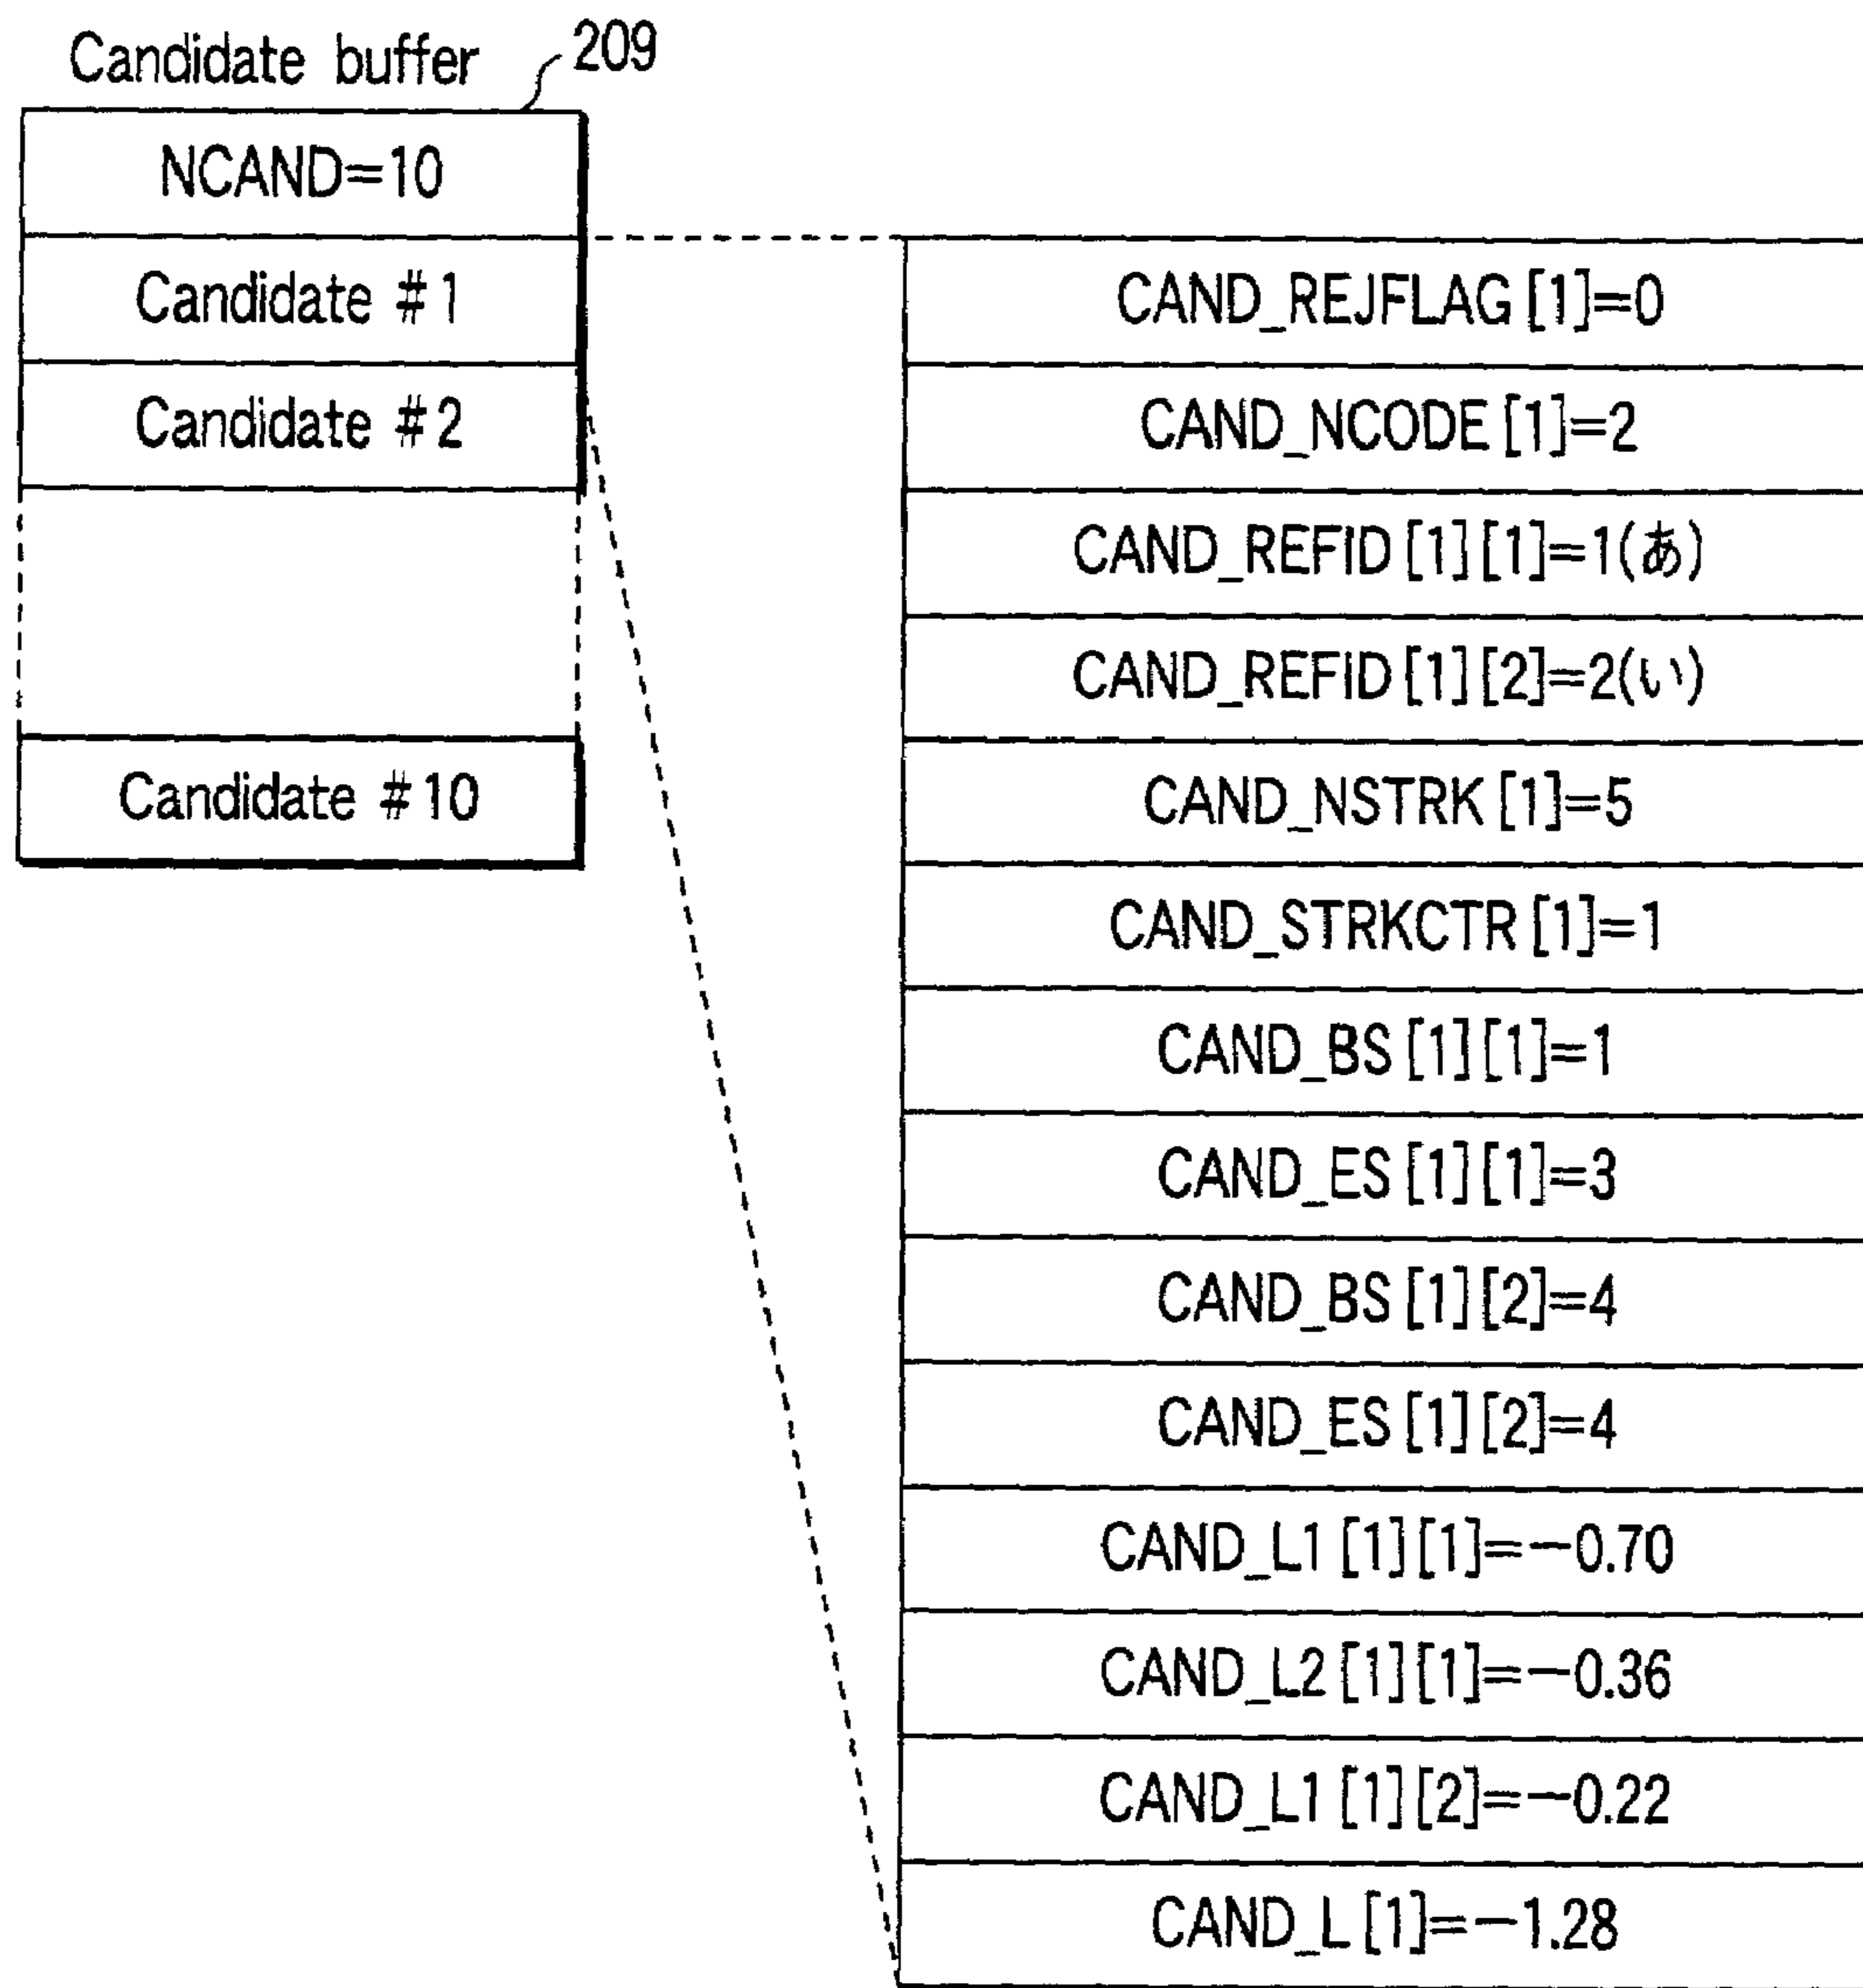 Candidate buffer
209
NCAND=10
Candidate #1
Candidate #2
Candidate #10
CAND_REJFLAG[1]=0
CAND_NCODE[1]=2
CAND_REFID[1][1]=1(あ)
CAND_REFID[1][2]=2(い)
CAND_NSTRK[1]=5
CAND_STRKCTR[1]=1
CAND_BS[1][1]=1
CAND_ES[1][1]=3
CAND_BS[1][2]=4
CAND_ES[1][2]=4
CAND_L1[1][1]=−0.70
CAND_L2[1][1]=−0.36
CAND_L1[1][2]=−0.22
CAND_L[1]=−1.28